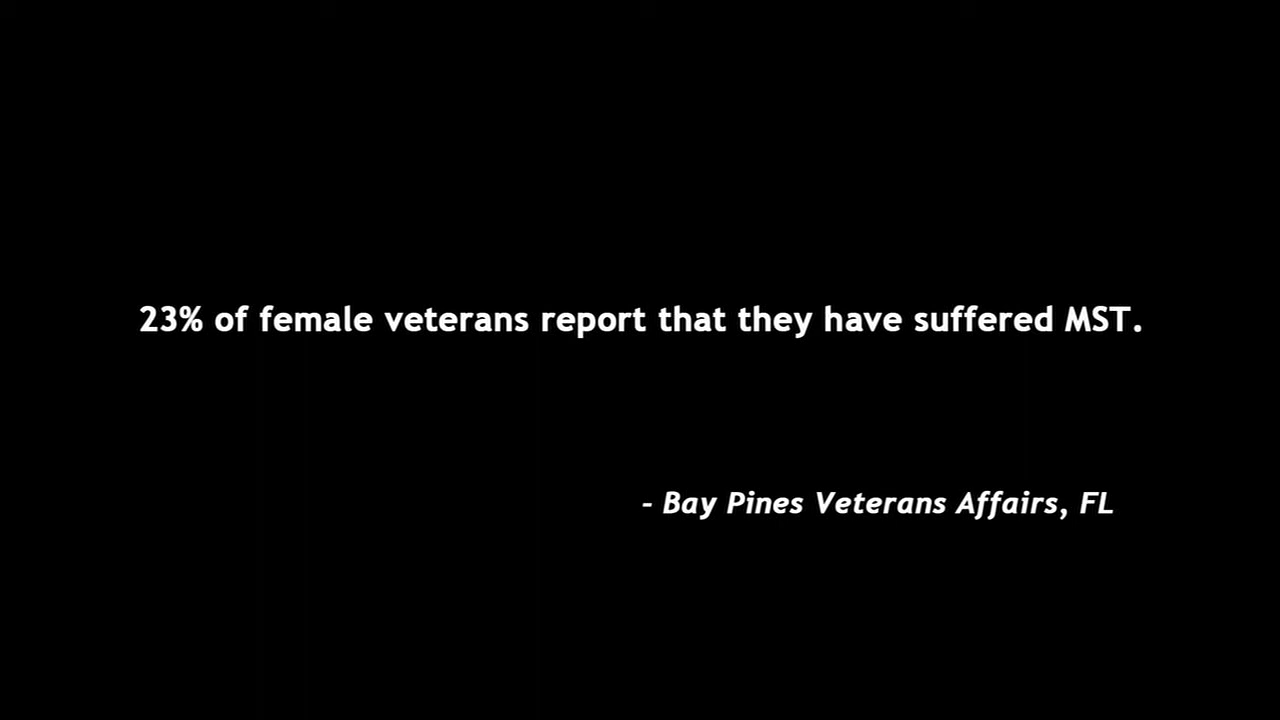 23% of female veterans report that they have suffered MST.
- Bay Pines Veterans Affairs, FL